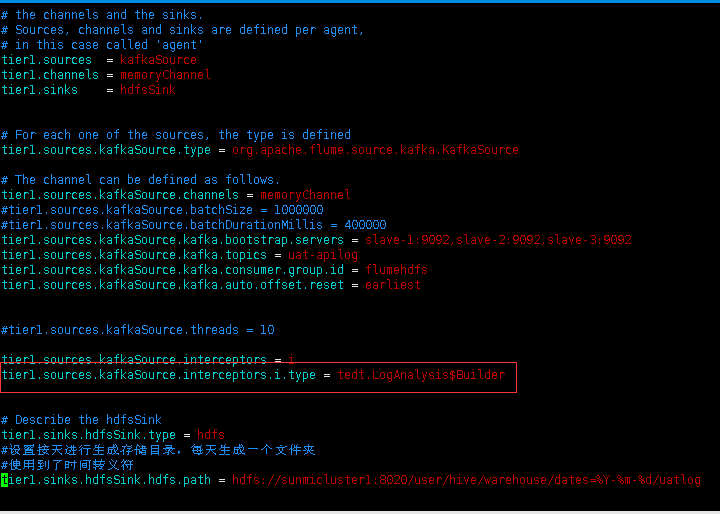 # the channels and the sinks.
# Sources, channels and sinks are defined per agent,
# in this case called 'agent'
tier1.sources  = kafkaSource
tier1.channels = memoryChannel
tier1.sinks    = hdfsSink
# For each one of the sources, the type is defined
tier1.sources.kafkaSource.type = org.apache.flume.source.kafka.KafkaSource
# The channel can be defined as follows.
tier1.sources.kafkaSource.channels = memoryChannel
#tier1.sources.kafkaSource.batchSize = 1000000
#tier1.sources.kafkaSource.batchDurationMillis = 400000
tier1.sources.kafkaSource.kafka.bootstrap.servers = slave-1:9092,slave-2:9092,slave-3:9092
tier1.sources.kafkaSource.kafka.topics = uat-apilog
tier1.sources.kafkaSource.kafka.consumer.group.id = flumehdfs
tier1.sources.kafkaSource.kafka.auto.offset.reset = earliest
#tier1.sources.kafkaSource.threads = 10
tier1.sources.kafkaSource.interceptors = i
tier1.sources.kafkaSource.interceptors.i.type = tedt.LogAnalysis$Builder
# Describe the hdfsSink
tier1.sinks.hdfsSink.type = hdfs
#设置按天进行生成存储目录，每天生成一个文件夹
#使用到了时间转义符
tier1.sinks.hdfsSink.hdfs.path = hdfs://sunmicluster1:8020/user/hive/warehouse/dates=%Y-%m-%d/uatlog